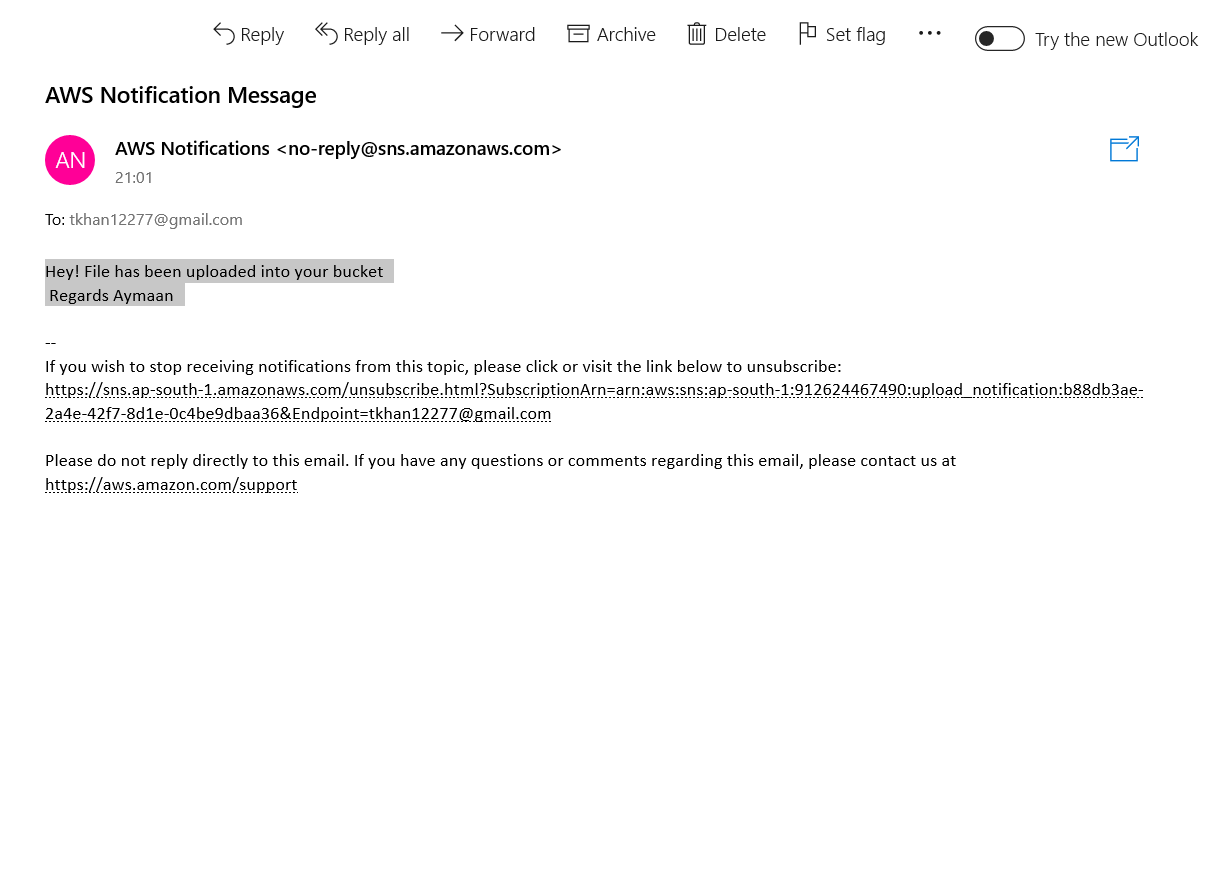 Reply Reply all Forward Archive Delete Set flag ··· Try the new Outlook
AWS Notification Message
AN
AWS Notifications <no-reply@sns.amazonaws.com>
21:01
To: tkhan12277@gmail.com
Hey! File has been uploaded into your bucket
Regards Aymaan
--
If you wish to stop receiving notifications from this topic, please click or visit the link below to unsubscribe:
https://sns.ap-south-1.amazonaws.com/unsubscribe.html?SubscriptionArn=arn:aws:sns:ap-south-1:912624467490:upload_notification:b88db3ae-
2a4e-42f7-8d1e-0c4be9dbaa36&Endpoint=tkhan12277@gmail.com
Please do not reply directly to this email. If you have any questions or comments regarding this email, please contact us at
https://aws.amazon.com/support